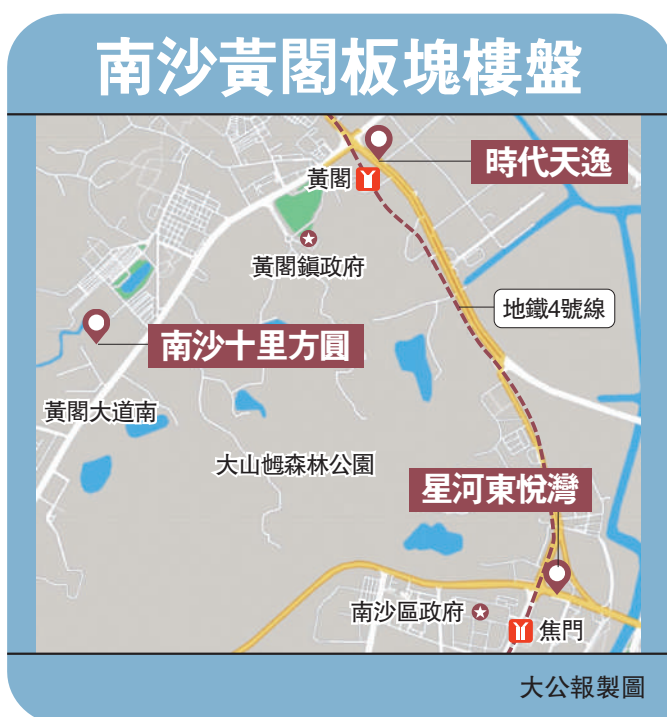 南沙黃閣板塊樓盤
時代天逸
黃閣
黃閣鎮政府
地鐵4號線
南沙十里方圓
黃閣大道南
大山乸森林公園
星河東悅灣
南沙區政府
焦門
大公報製圖